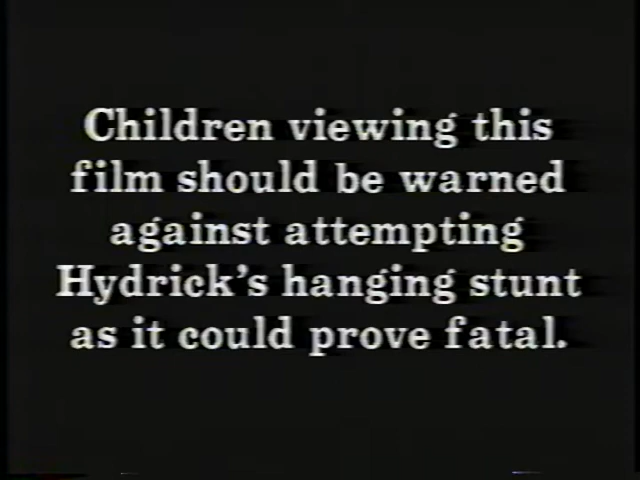 Children viewing this
film should be warned
against attempting
Hydrick's hanging stunt
as it could prove fatal.